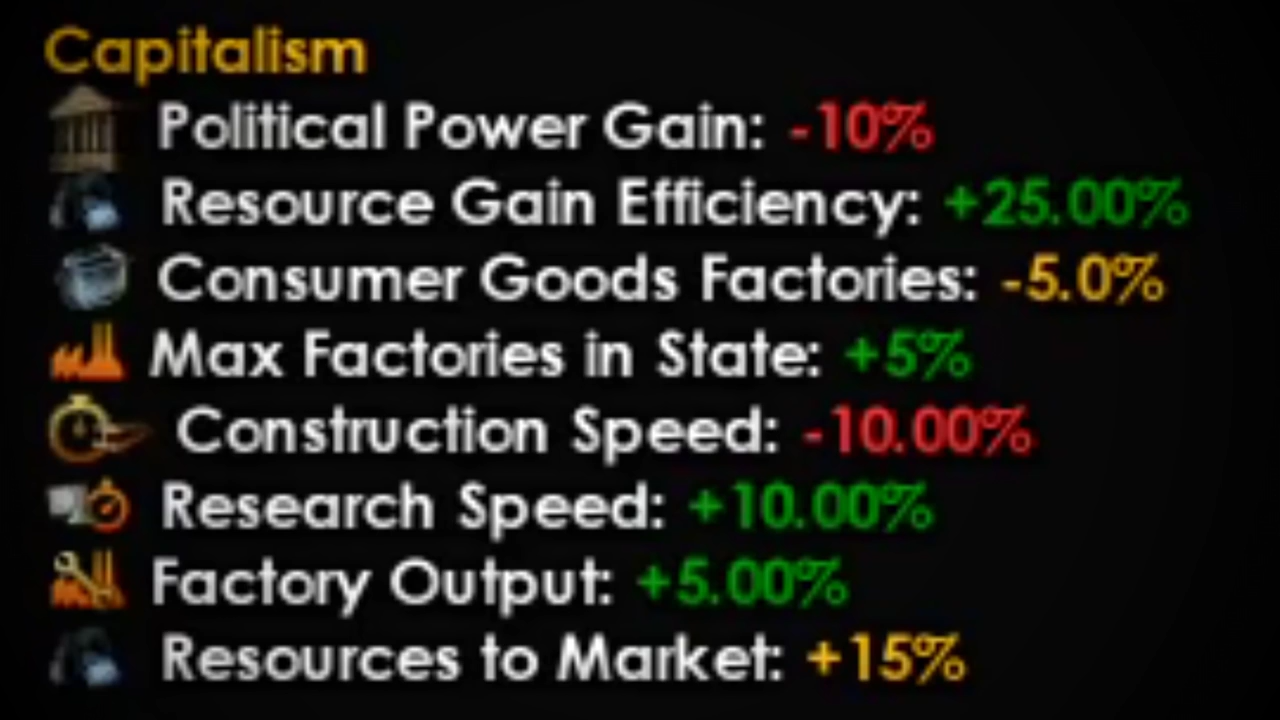 Capitalism
Political Power Gain: -10%
Resource Gain Efficiency: +25.00%
Consumer Goods Factories: -5.0%
Max Factories in State: +5%
Construction Speed: -10.00%
Research Speed: +10.00%
Factory Output: +5.00%
Resources to Market: +15%